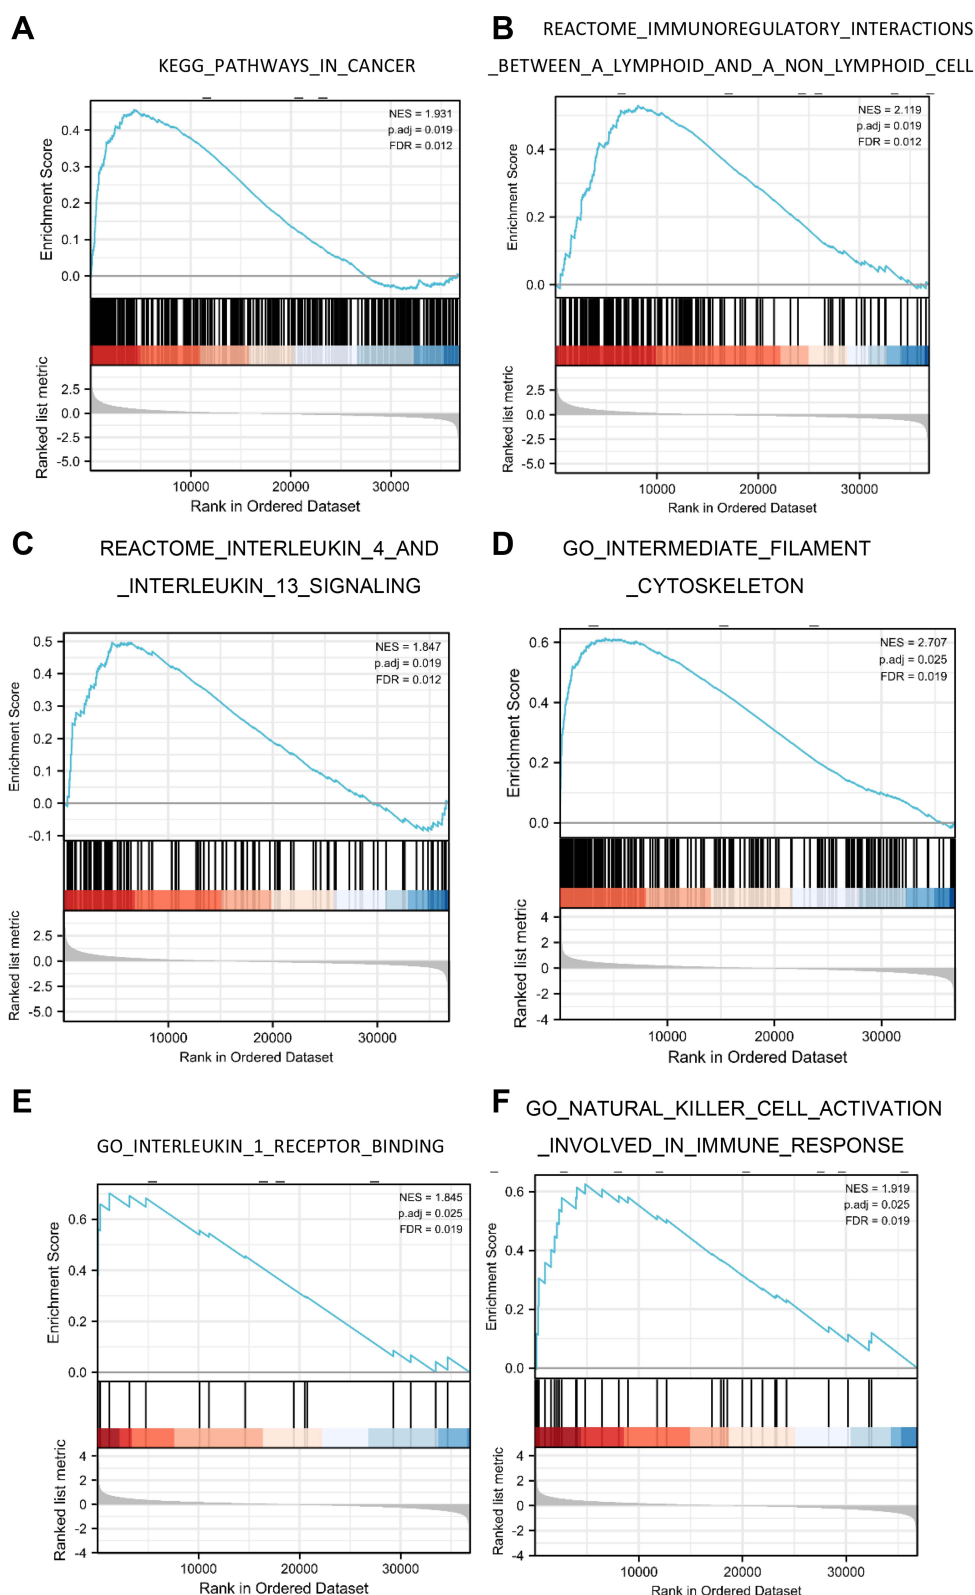 A
KEGG_PATHWAYS_IN_CANCER
NES = 1.931
p.adj = 0.019
FDR = 0.012
Enrichment Score
0.4
0.3
0.2
0.1
0.0
Ranked list metric
2.5
0.0
-2.5
-5.0
10000 20000 30000
Rank in Ordered Dataset
B
REACTOME_IMMUNOREGULATORY_INTERACTIONS
_BETWEEN_A_LYMPHOID_AND_A_NON_LYMPHOID_CELL
NES = 2.119
p.adj = 0.019
FDR = 0.012
Enrichment Score
0.4
0.2
0.0
Ranked list metric
2.5
0.0
-2.5
-5.0
10000 20000 30000
Rank in Ordered Dataset
C
REACTOME_INTERLEUKIN_4_AND
_INTERLEUKIN_13_SIGNALING
NES = 1.847
p.adj = 0.019
FDR = 0.012
Enrichment Score
0.5
0.4
0.3
0.2
0.1
0.0
-0.1
Ranked list metric
2.5
0.0
-2.5
-5.0
10000 20000 30000
Rank in Ordered Dataset
D
GO_INTERMEDIATE_FILAMENT
_CYTOSKELETON
NES = 2.707
p.adj = 0.025
FDR = 0.019
Enrichment Score
0.6
0.4
0.2
0.0
Ranked list metric
4
2
0
-2
-4
10000 20000 30000
Rank in Ordered Dataset
E
GO_INTERLEUKIN_1_RECEPTOR_BINDING
NES = 1.845
p.adj = 0.025
FDR = 0.019
Enrichment Score
0.6
0.4
0.2
0.0
Ranked list metric
4
2
0
-2
-4
10000 20000 30000
Rank in Ordered Dataset
F
GO_NATURAL_KILLER_CELL_ACTIVATION
_INVOLVED_IN_IMMUNE_RESPONSE
NES = 1.919
p.adj = 0.025
FDR = 0.019
Enrichment Score
0.6
0.4
0.2
0.0
Ranked list metric
4
2
0
-2
-4
10000 20000 30000
Rank in Ordered Dataset